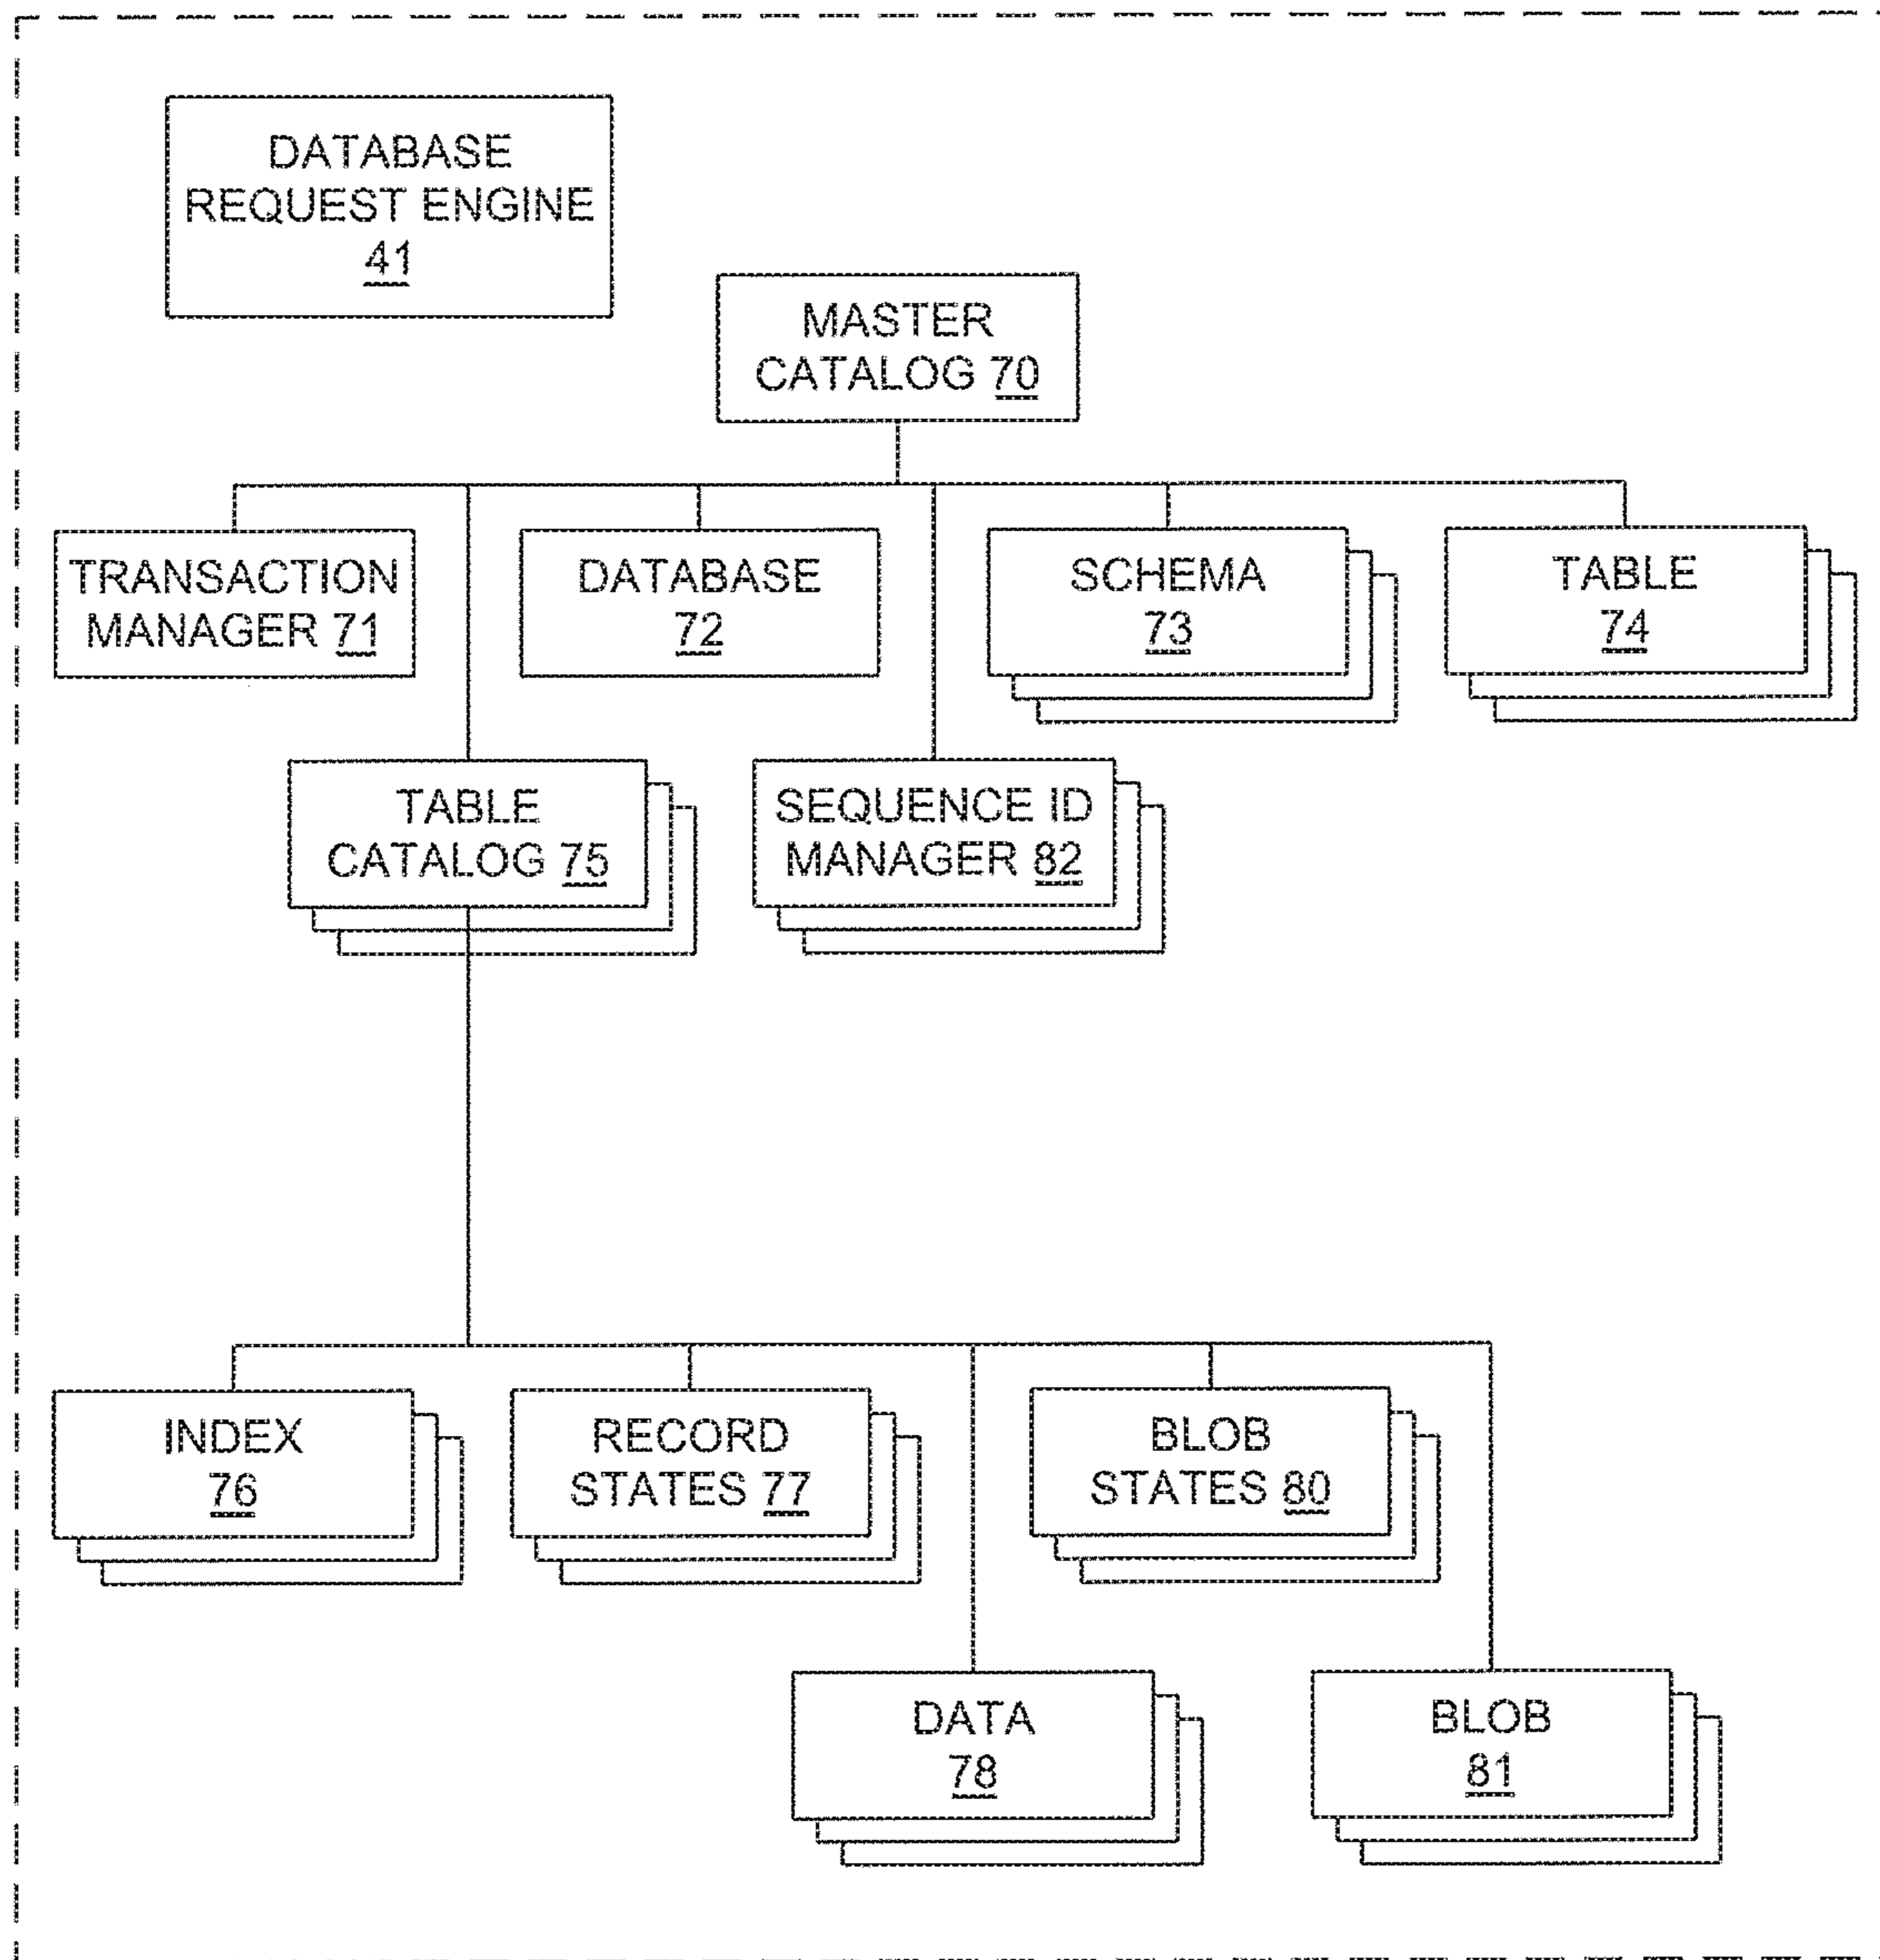 DATABASE
REQUEST ENGINE
41
MASTER
CATALOG 70
TRANSACTION
MANAGER 71
DATABASE
72
SCHEMA
73
TABLE
74
TABLE
CATALOG 75
SEQUENCE ID
MANAGER 82
INDEX
76
RECORD
STATES 77
BLOB
STATES 80
DATA
78
BLOB
81